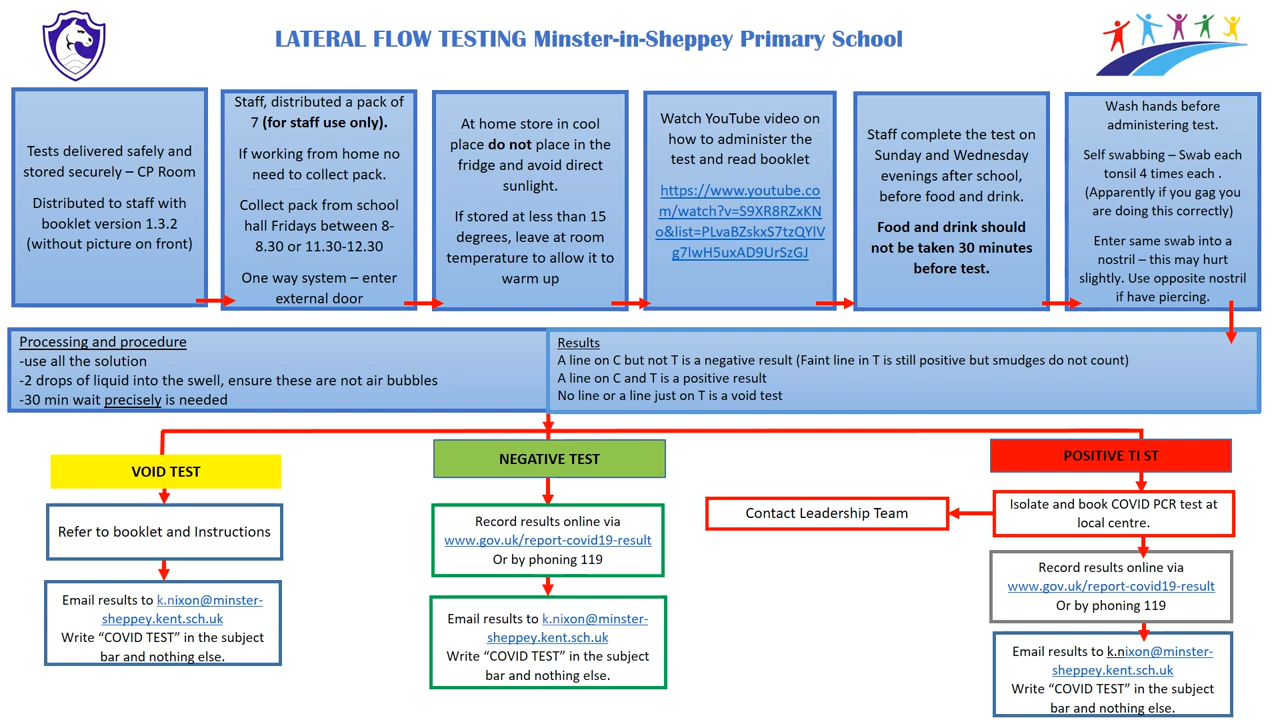 LATERAL FLOW TESTING Minster-in-Sheppey Primary School
Tests delivered safely and
stored securely – CP Room
Distributed to staff with
booklet version 1.3.2
(without picture on front)
Staff, distributed a pack of
7 (for staff use only).
If working from home no
need to collect pack.
Collect pack from school
hall Fridays between 8-
8.30 or 11.30-12.30
One way system – enter
external door
At home store in cool
place do not place in the
fridge and avoid direct
sunlight.
If stored at less than 15
degrees, leave at room
temperature to allow it to
warm up
Watch YouTube video on
how to administer the
test and read booklet
https://www.youtube.co
m/watch?v=S9XR8RZxKN
o&list=PLvaBZskxS7tzQYlV
g7lwH5uxAD9UrSzGJ
Staff complete the test on
Sunday and Wednesday
evenings after school,
before food and drink.
Food and drink should
not be taken 30 minutes
before test.
Wash hands before
administering test.
Self swabbing – Swab each
tonsil 4 times each .
(Apparently if you gag you
are doing this correctly)
Enter same swab into a
nostril – this may hurt
slightly. Use opposite nostril
if have piercing.
Processing and procedure
-use all the solution
-2 drops of liquid into the swell, ensure these are not air bubbles
-30 min wait precisely is needed
Results
A line on C but not T is a negative result (Faint line in T is still positive but smudges do not count)
A line on C and T is a positive result
No line or a line just on T is a void test
VOID TEST
Refer to booklet and Instructions
Email results to k.nixon@minster-
sheppey.kent.sch.uk
Write “COVID TEST” in the subject
bar and nothing else.
NEGATIVE TEST
Record results online via
www.gov.uk/report-covid19-result
Or by phoning 119
Email results to k.nixon@minster-
sheppey.kent.sch.uk
Write “COVID TEST” in the subject
bar and nothing else.
POSITIVE TI ST
Isolate and book COVID PCR test at
local centre.
Contact Leadership Team
Record results online via
www.gov.uk/report-covid19-result
Or by phoning 119
Email results to k.nixon@minster-
sheppey.kent.sch.uk
Write “COVID TEST” in the subject
bar and nothing else.